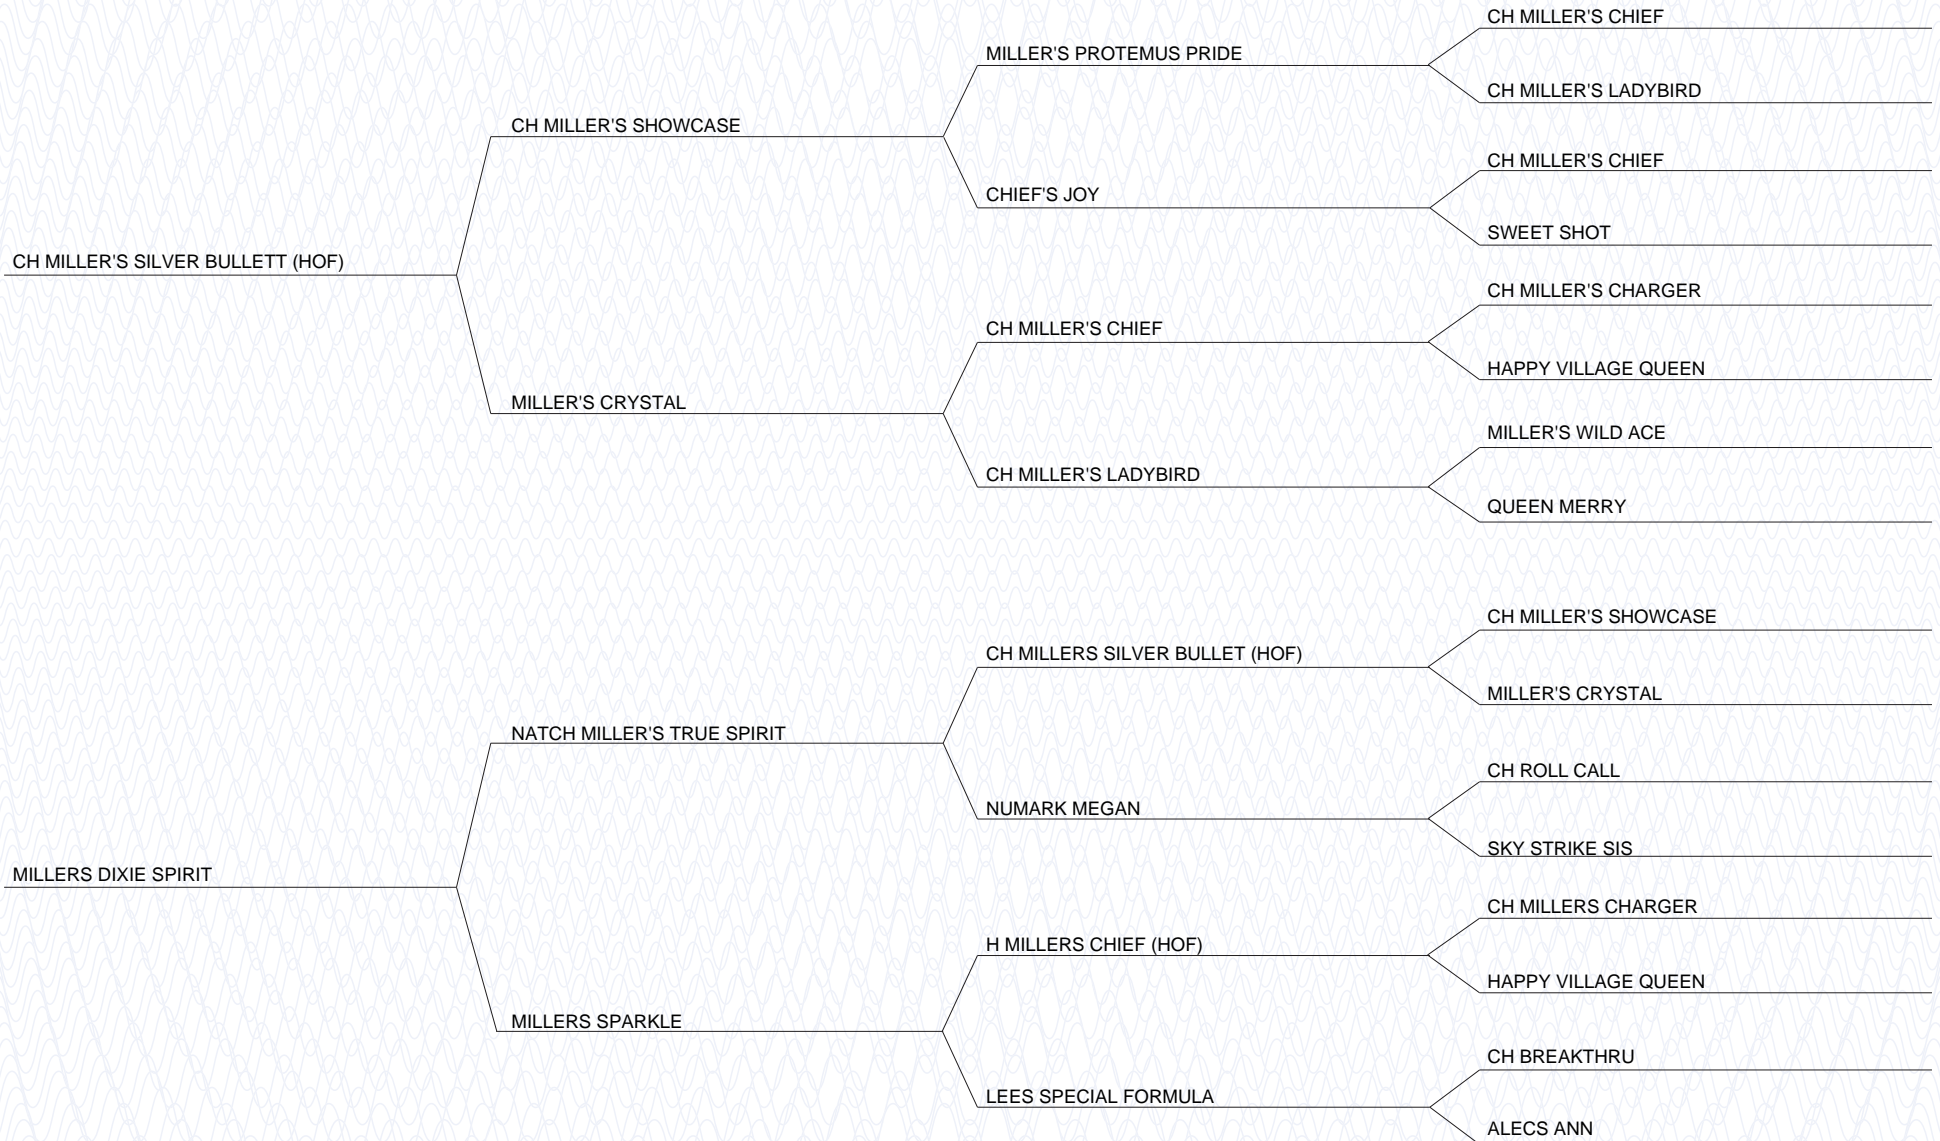 CH MILLER'S CHIEF
MILLER'S PROTEMUS PRIDE
CH MILLER'S LADYBIRD
CH MILLER'S SHOWCASE
CH MILLER'S CHIEF
CHIEF'S JOY
SWEET SHOT
CH MILLER'S SILVER BULLETT (HOF)
CH MILLER'S CHARGER
CH MILLER'S CHIEF
HAPPY VILLAGE QUEEN
MILLER'S CRYSTAL
MILLER'S WILD ACE
CH MILLER'S LADYBIRD
QUEEN MERRY
CH MILLER'S SHOWCASE
CH MILLERS SILVER BULLET (HOF)
MILLER'S CRYSTAL
NATCH MILLER'S TRUE SPIRIT
CH ROLL CALL
NUMARK MEGAN
SKY STRIKE SIS
MILLERS DIXIE SPIRIT
CH MILLERS CHARGER
H MILLERS CHIEF (HOF)
HAPPY VILLAGE QUEEN
MILLERS SPARKLE
CH BREAKTHRU
LEES SPECIAL FORMULA
ALECS ANN